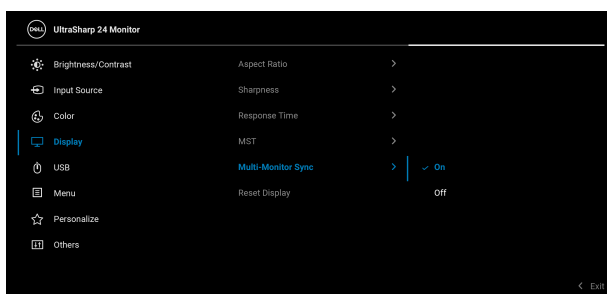 DELL UltraSharp 24 Monitor
Brightness/Contrast Aspect Ratio
Input Source Sharpness
Color Response Time
Display MST
USB Multi-Monitor Sync On
Menu Reset Display Off
Personalize
Others
Exit